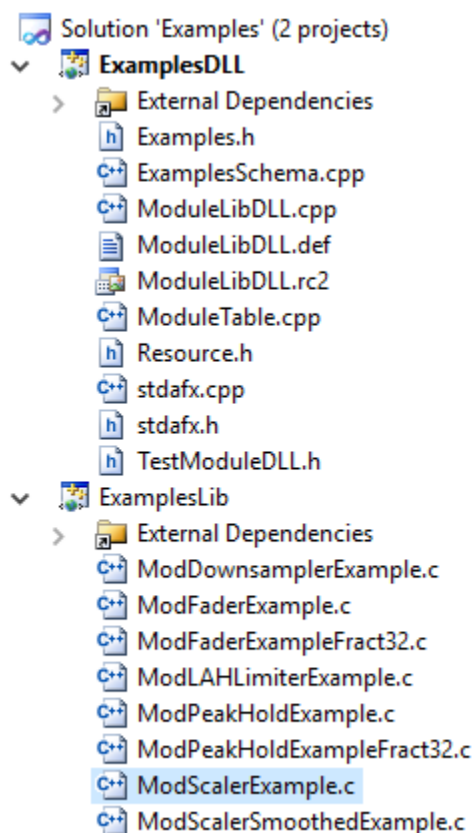 Solution 'Examples' (2 projects)
ExamplesDLL
External Dependencies
Examples.h
ExamplesSchema.cpp
ModuleLibDLL.cpp
ModuleLibDLL.def
ModuleLibDLL.rc2
ModuleTable.cpp
Resource.h
stdafx.cpp
stdafx.h
TestModuleDLL.h
ExamplesLib
External Dependencies
ModDownsamplerExample.c
ModFaderExample.c
ModFaderExampleFract32.c
ModLAHLimiterExample.c
ModPeakHoldExample.c
ModPeakHoldExampleFract32.c
ModScalerExample.c
ModScalerSmoothedExample.c